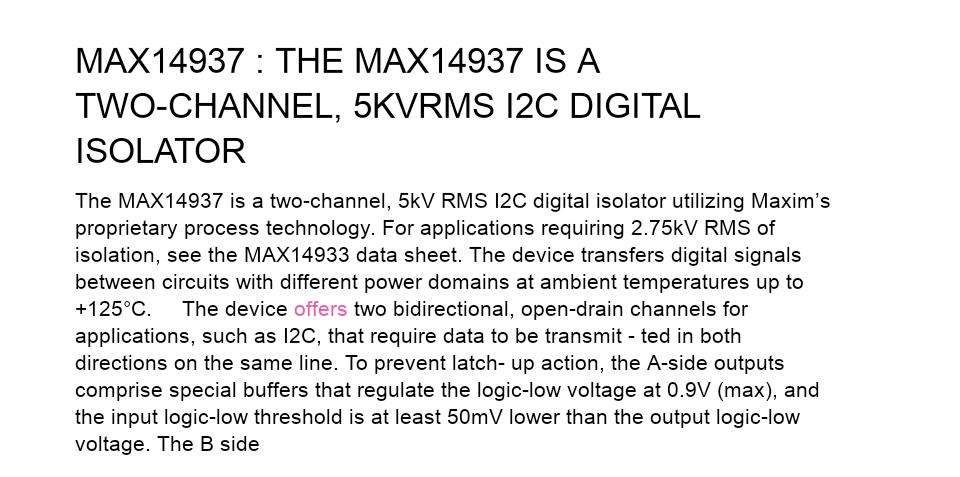 MAX14937 : THE MAX14937 IS A
TWO-CHANNEL, 5KVRMS I2C DIGITAL
ISOLATOR
The MAX14937 is a two-channel, 5kV RMS I2C digital isolator utilizing Maxim’s
proprietary process technology. For applications requiring 2.75kV RMS of
isolation, see the MAX14933 data sheet. The device transfers digital signals
between circuits with different power domains at ambient temperatures up to
+125°C.     The device offers two bidirectional, open-drain channels for
applications, such as I2C, that require data to be transmit - ted in both
directions on the same line. To prevent latch- up action, the A-side outputs
comprise special buffers that regulate the logic-low voltage at 0.9V (max), and
the input logic-low threshold is at least 50mV lower than the output logic-low
voltage. The B side